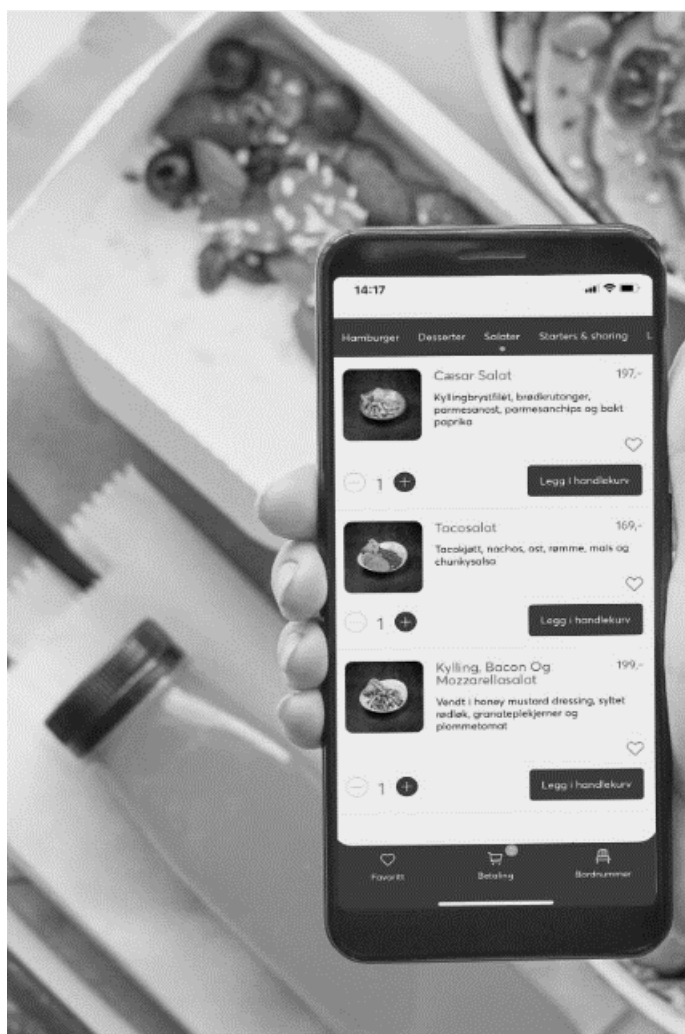 14:17
Hamburger Desserter Salater Starters & sharing L
Cæsar Salat 197,-
Kyllingbrystfilét, brødkrutonger,
parmesanost, parmesanchips og bakt
paprika
1 Legg i handlekurv
Tacosalat 169,-
Tacokjøtt, nachos, ost, rømme, mais og
chunkysalsa
1 Legg i handlekurv
Kylling, Bacon Og 199,-
Mozzarellasalat
Vendt i honey mustard dressing, syltet
rødløk, granateplekjerner og
plommetomat
1 Legg i handlekurv
Favoritt Betaling Bordnummer